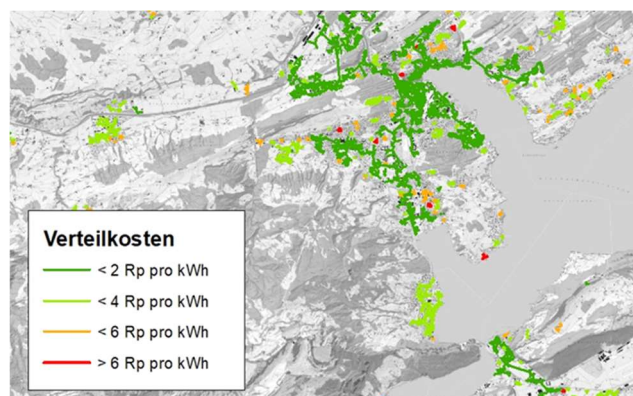 Verteilkosten
< 2 Rp pro kWh
< 4 Rp pro kWh
< 6 Rp pro kWh
> 6 Rp pro kWh